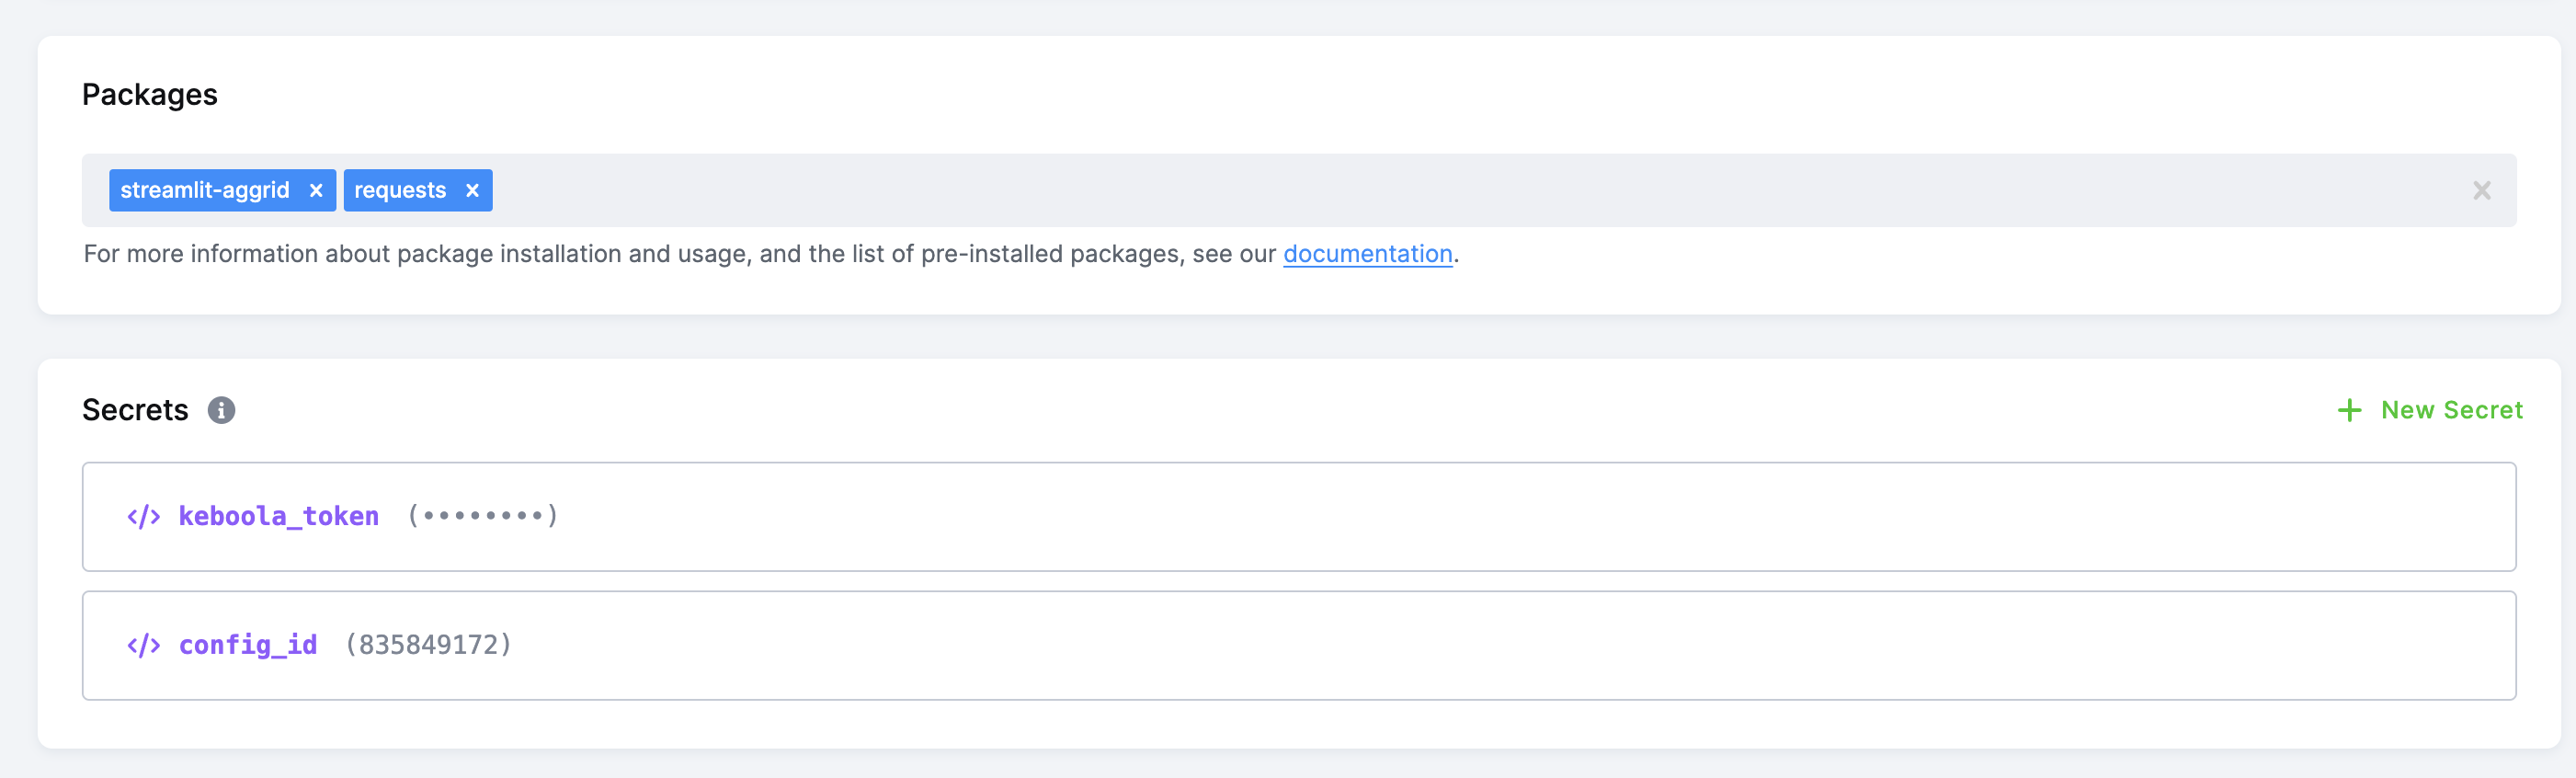 Packages
streamlit-aggrid × requests ×
For more information about package installation and usage, and the list of pre-installed packages, see our documentation.
Secrets
+ New Secret
</> keboola_token (••••••••)
</> config_id (835849172)